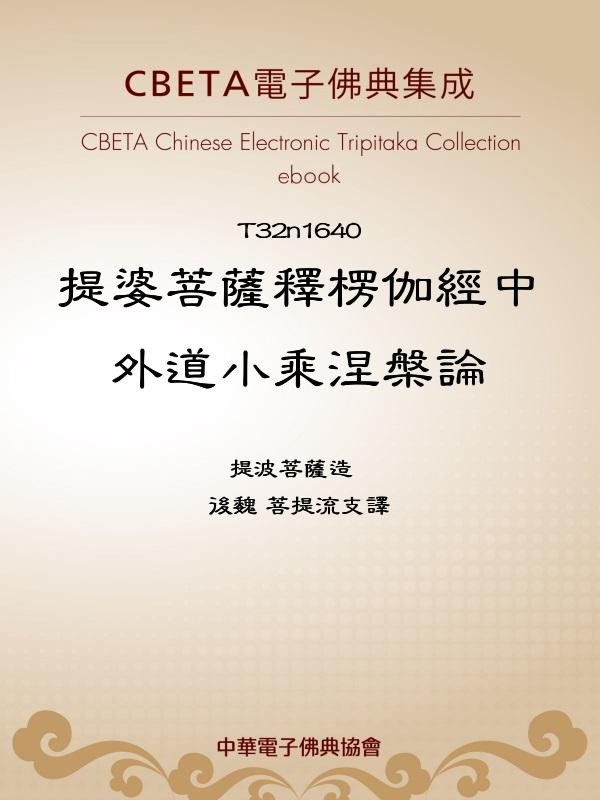 CBETA電子佛典集成
CBETA Chinese Electronic Tripitaka Collection
ebook
T32n1640
提婆菩薩釋楞伽經中
外道小乘涅槃論
提波菩薩造
後魏 菩提流支譯
中華電子佛典協會